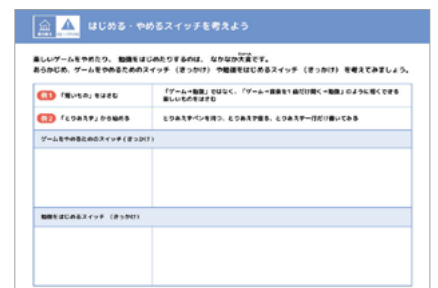 はじめる・やめるスイッチを考えよう
楽しいゲームをやめたり、勉強をはじめたりするのは、なかなか大変です。
あらかじめ、ゲームをやめるためのスイッチ（きっかけ）や勉強をはじめるスイッチ（きっかけ）を考えてみましょう。
例1 「短いもの」をはさむ
「ゲーム→勉強」ではなく、「ゲーム→音楽を1曲だけ聞く→勉強」のように軽くできる
楽しいものをはさむ
例2 「とりあえず」から始める
とりあえずペンを持つ、とりあえず座る、とりあえず一行だけ書いてみる
ゲームをやめるためのスイッチ（きっかけ）
勉強をはじめるスイッチ（きっかけ）